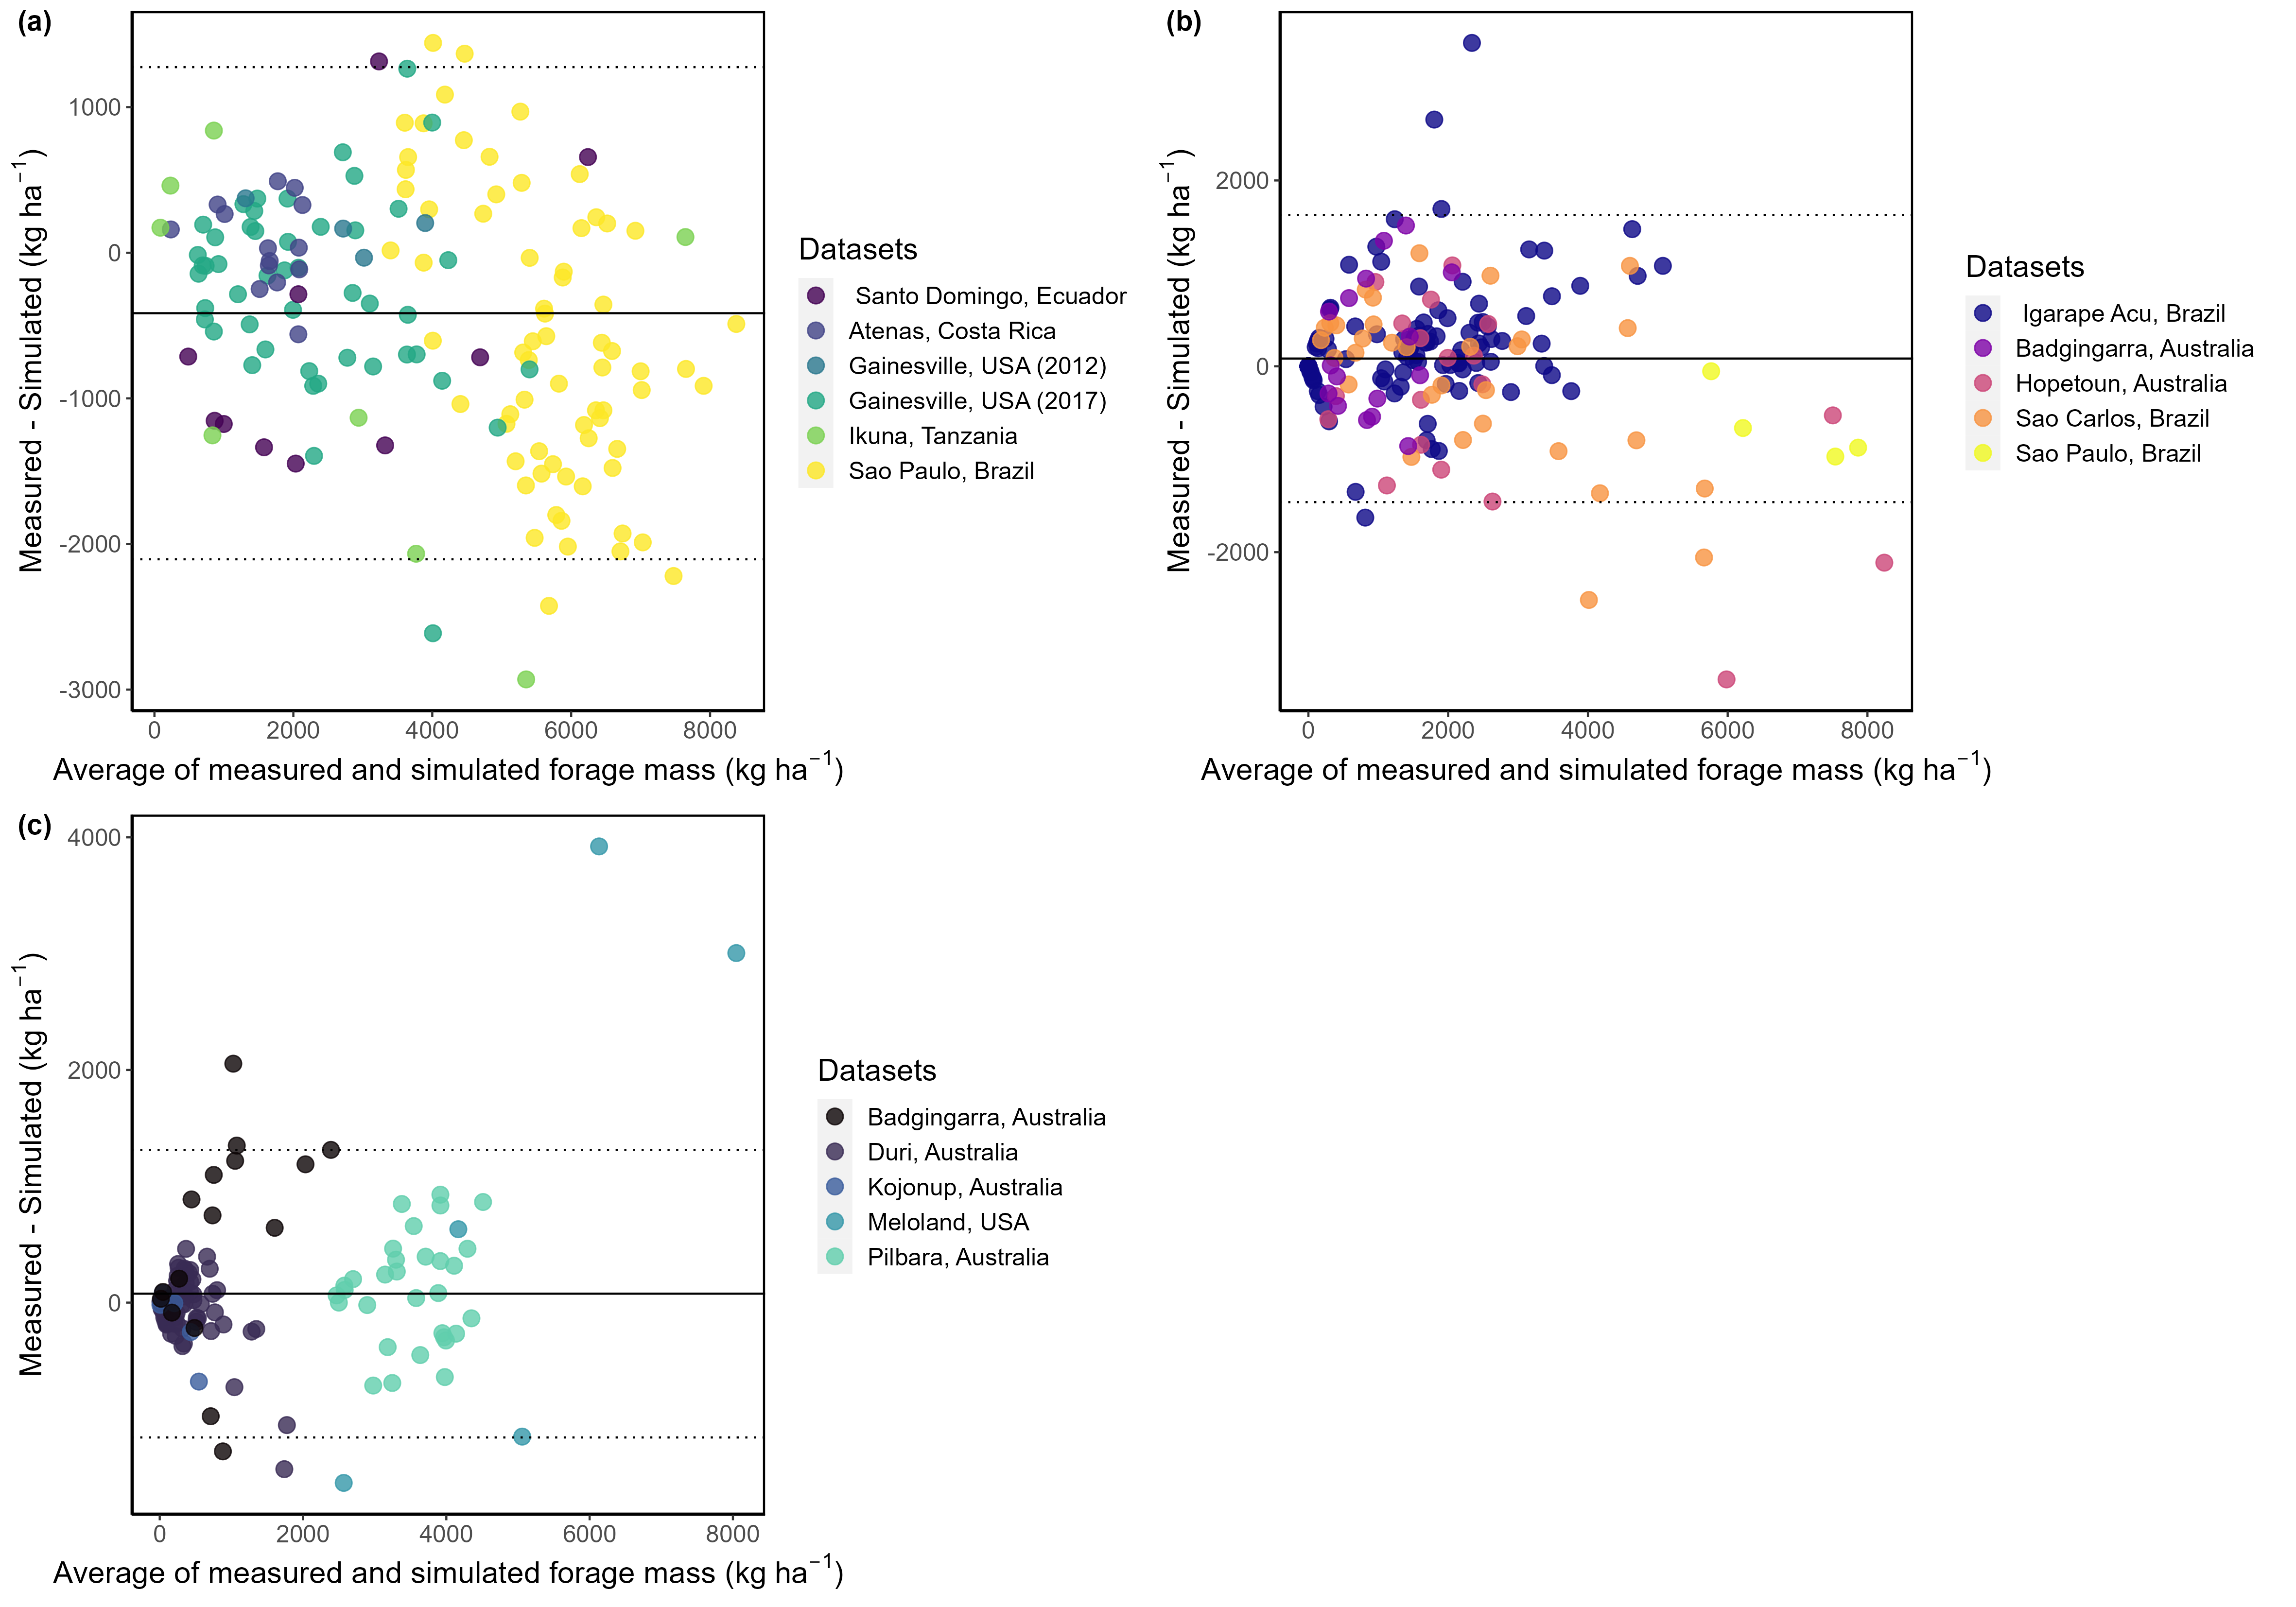 (a)
Measured - Simulated (kg ha⁻¹)
1000
0
-1000
-2000
-3000
0 2000 4000 6000 8000
Average of measured and simulated forage mass (kg ha⁻¹)
Datasets
Santo Domingo, Ecuador
Atenas, Costa Rica
Gainesville, USA (2012)
Gainesville, USA (2017)
Ikuna, Tanzania
Sao Paulo, Brazil
(b)
Measured - Simulated (kg ha⁻¹)
2000
0
-2000
0 2000 4000 6000 8000
Average of measured and simulated forage mass (kg ha⁻¹)
Datasets
Igarape Acu, Brazil
Badgingarra, Australia
Hopetoun, Australia
Sao Carlos, Brazil
Sao Paulo, Brazil
(c)
Measured - Simulated (kg ha⁻¹)
4000
2000
0
0 2000 4000 6000 8000
Average of measured and simulated forage mass (kg ha⁻¹)
Datasets
Badgingarra, Australia
Duri, Australia
Kojonup, Australia
Meloland, USA
Pilbara, Australia